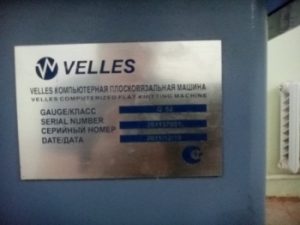 VELLES
VELLES КОМПЬЮТЕРНАЯ ПЛОСКОВЯЗАЛЬНАЯ МАШИНА
VELLES COMPUTERIZED FLAT KNITTING MACHINE
GAUGE/КЛАСС
SERIAL NUMBER
СЕРИЙНЫЙ НОМЕР
DATE/ДАТА